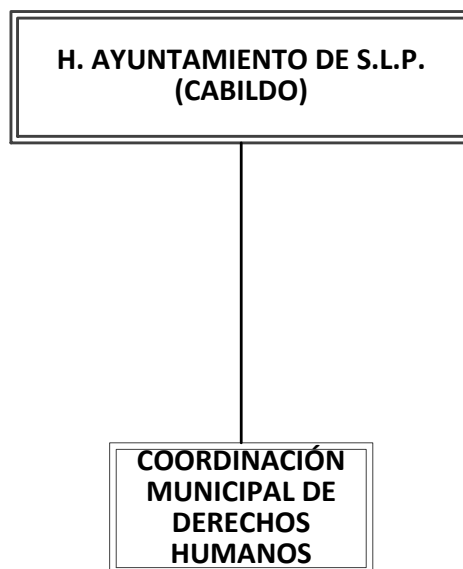 H. AYUNTAMIENTO DE S.L.P.
(CABILDO)
COORDINACIÓN
MUNICIPAL DE
DERECHOS
HUMANOS